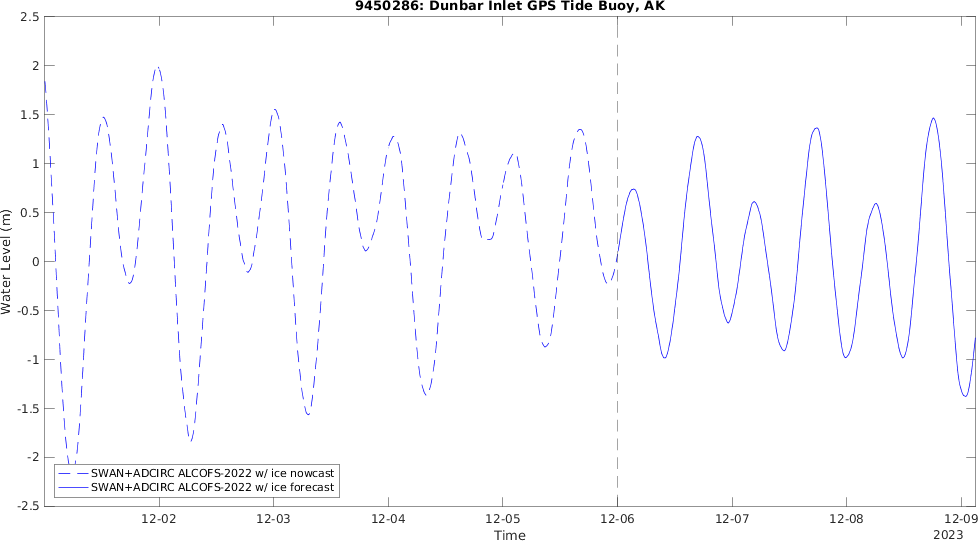 9450286: Dunbar Inlet GPS Tide Buoy, AK
2.5
2
1.5
1
0.5
0
-0.5
-1
-1.5
-2
-2.5
Water Level (m)
SWAN+ADCIRC ALCOFS-2022 w/ ice nowcast
SWAN+ADCIRC ALCOFS-2022 w/ ice forecast
12-02 12-03 12-04 12-05 12-06 12-07 12-08 12-09
Time
2023